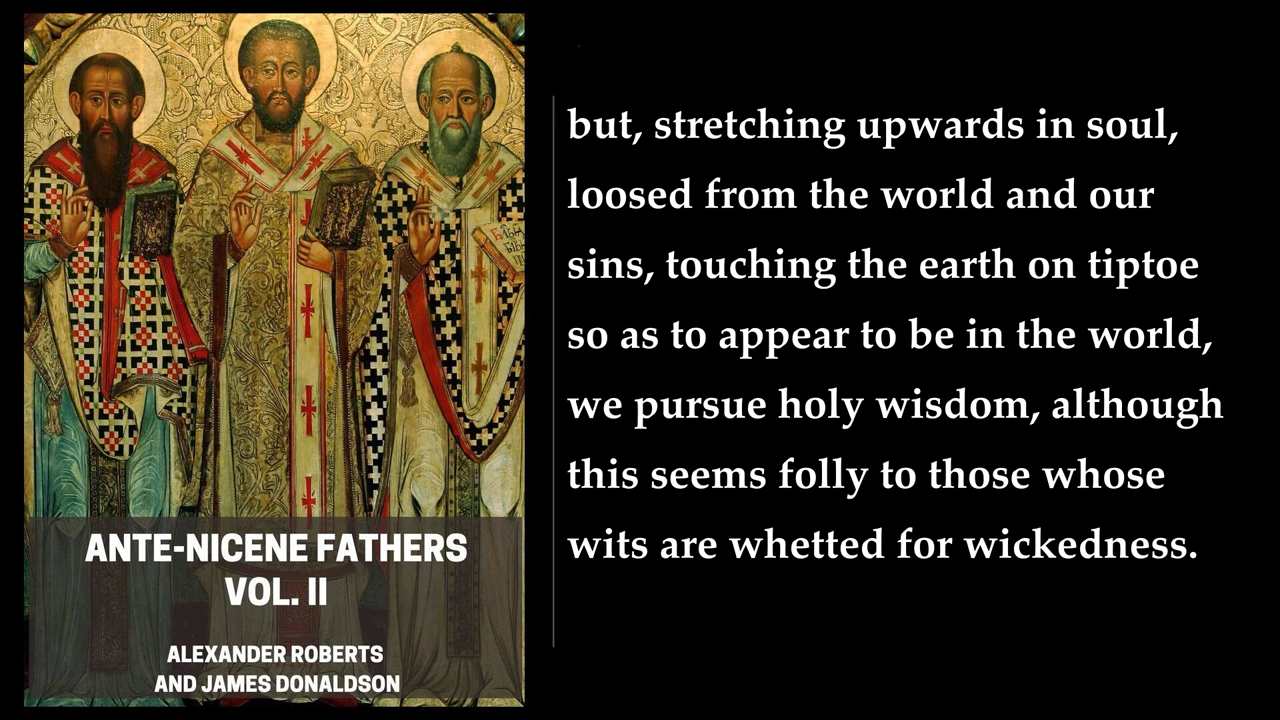 but, stretching upwards in soul,
loosed from the world and our
sins, touching the earth on tiptoe
so as to appear to be in the world,
we pursue holy wisdom, although
this seems folly to those whose
wits are whetted for wickedness.
ANTE-NICENE FATHERS
VOL. II
ALEXANDER ROBERTS
AND JAMES DONALDSON